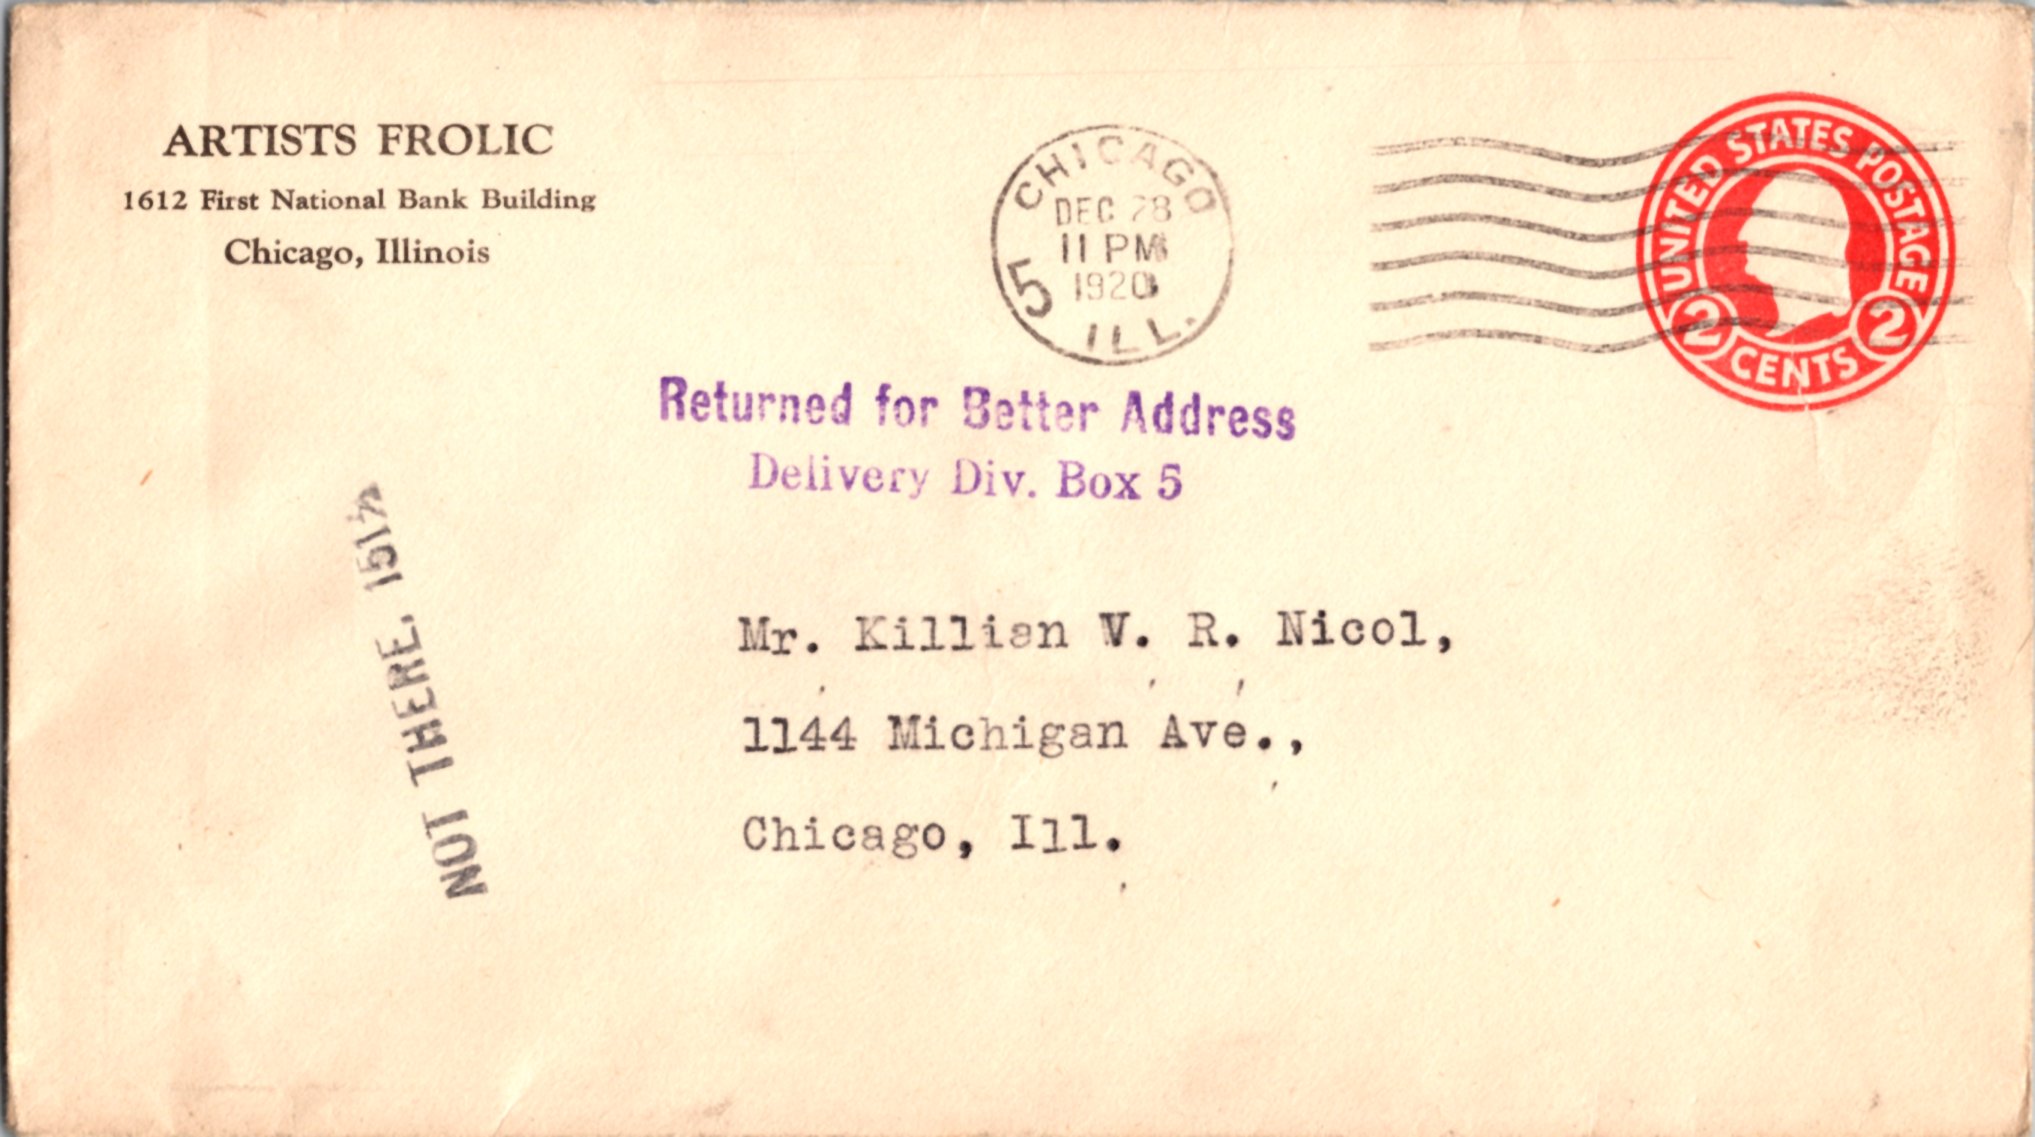 ARTISTS FROLIC
1612 First National Bank Building
Chicago, Illinois
CHICAGO
DEC 28
11 PM
1920
5
ILL.
UNITED STATES POSTAGE
2 CENTS 2
Returned for Better Address
Delivery Div. Box 5
NOT THERE.
Mr. Killian V. R. Nicol,
1144 Michigan Ave.,
Chicago, Ill.